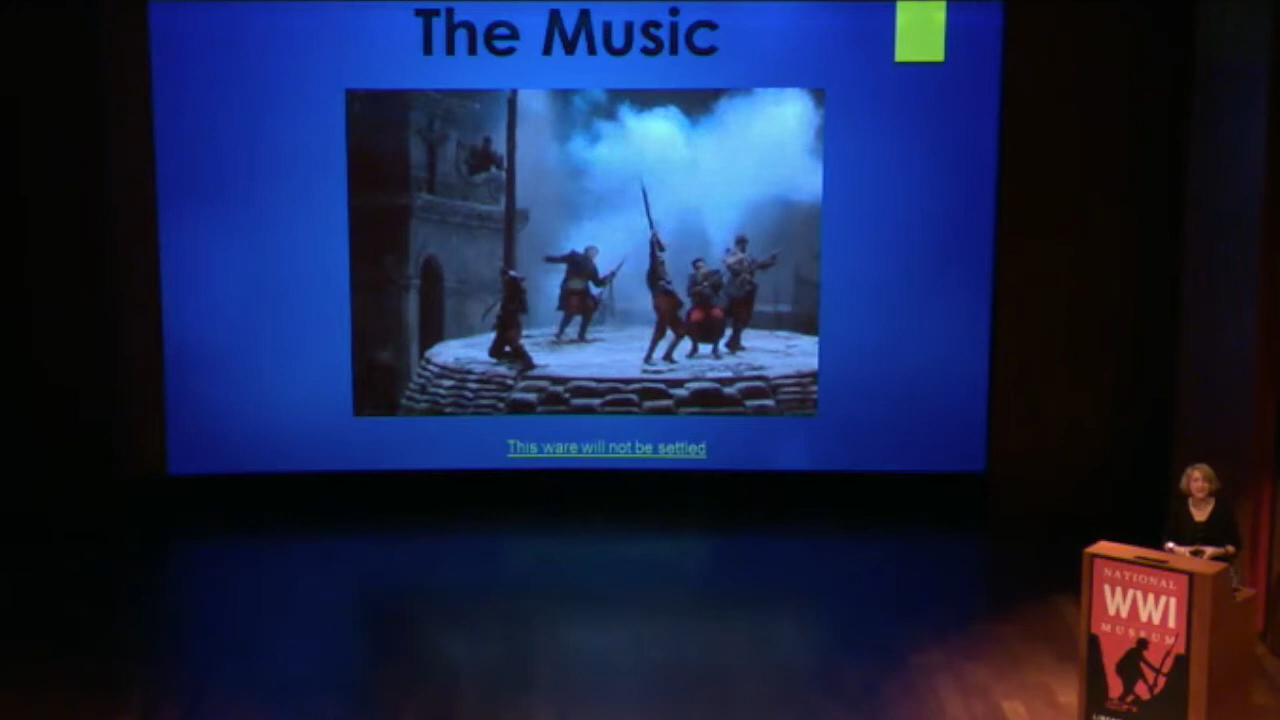 The Music
This ware will not be settled
NATIONAL
WWI
MUSEUM